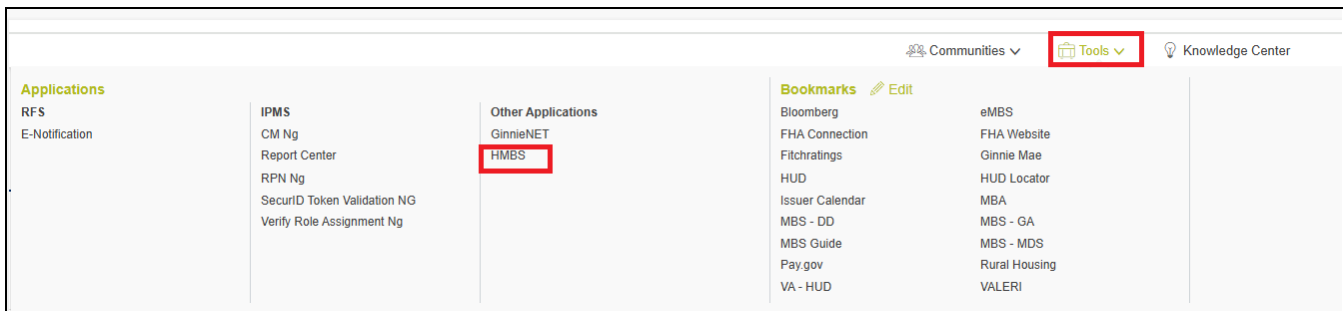 Communities
Tools
Knowledge Center
Applications
RFS
E-Notification
IPMS
CM Ng
Report Center
RPN Ng
SecurID Token Validation NG
Verify Role Assignment Ng
Other Applications
GinnieNET
HMBS
Bookmarks Edit
Bloomberg
FHA Connection
Fitchratings
HUD
Issuer Calendar
MBS - DD
MBS Guide
Pay.gov
VA - HUD
eMBS
FHA Website
Ginnie Mae
HUD Locator
MBA
MBS - GA
MBS - MDS
Rural Housing
VALERI